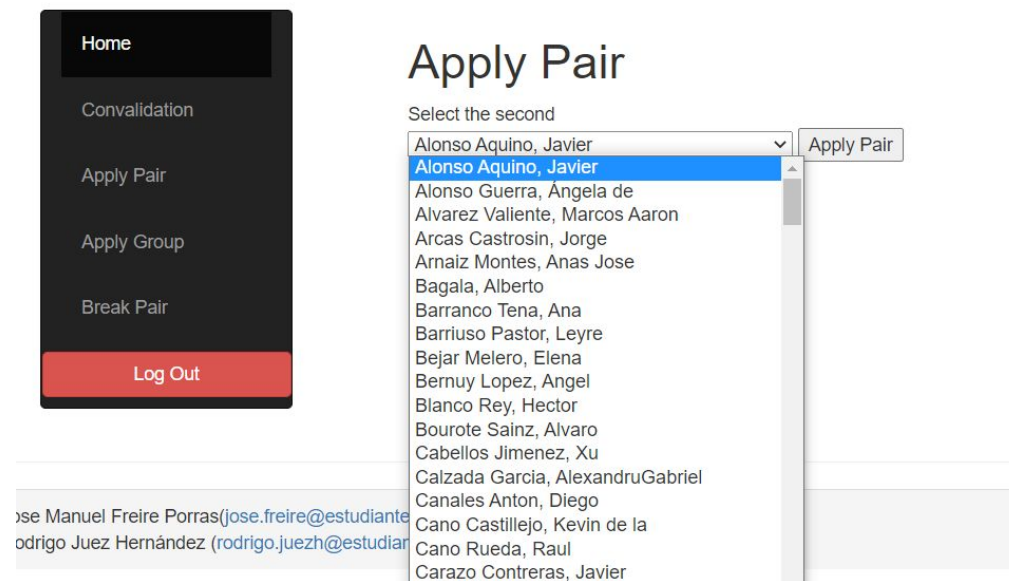 Home
Convalidation
Apply Pair
Apply Group
Break Pair
Log Out
Apply Pair
Select the second
Alonso Aquino, Javier
Apply Pair
Alonso Aquino, Javier
Alonso Guerra, Ángela de
Alvarez Valiente, Marcos Aaron
Arcas Castrosin, Jorge
Arnaiz Montes, Anas Jose
Bagala, Alberto
Barranco Tena, Ana
Barriuso Pastor, Leyre
Bejar Melero, Elena
Bernuy Lopez, Angel
Blanco Rey, Hector
Bourote Sainz, Alvaro
Cabellos Jimenez, Xu
Calzada Garcia, AlexandruGabriel
Canales Anton, Diego
Cano Castillejo, Kevin de la
Cano Rueda, Raul
Carazo Contreras, Javier
ose Manuel Freire Porras(jose.freire@estudiante
odrigo Juez Hernández (rodrigo.juezh@estudian